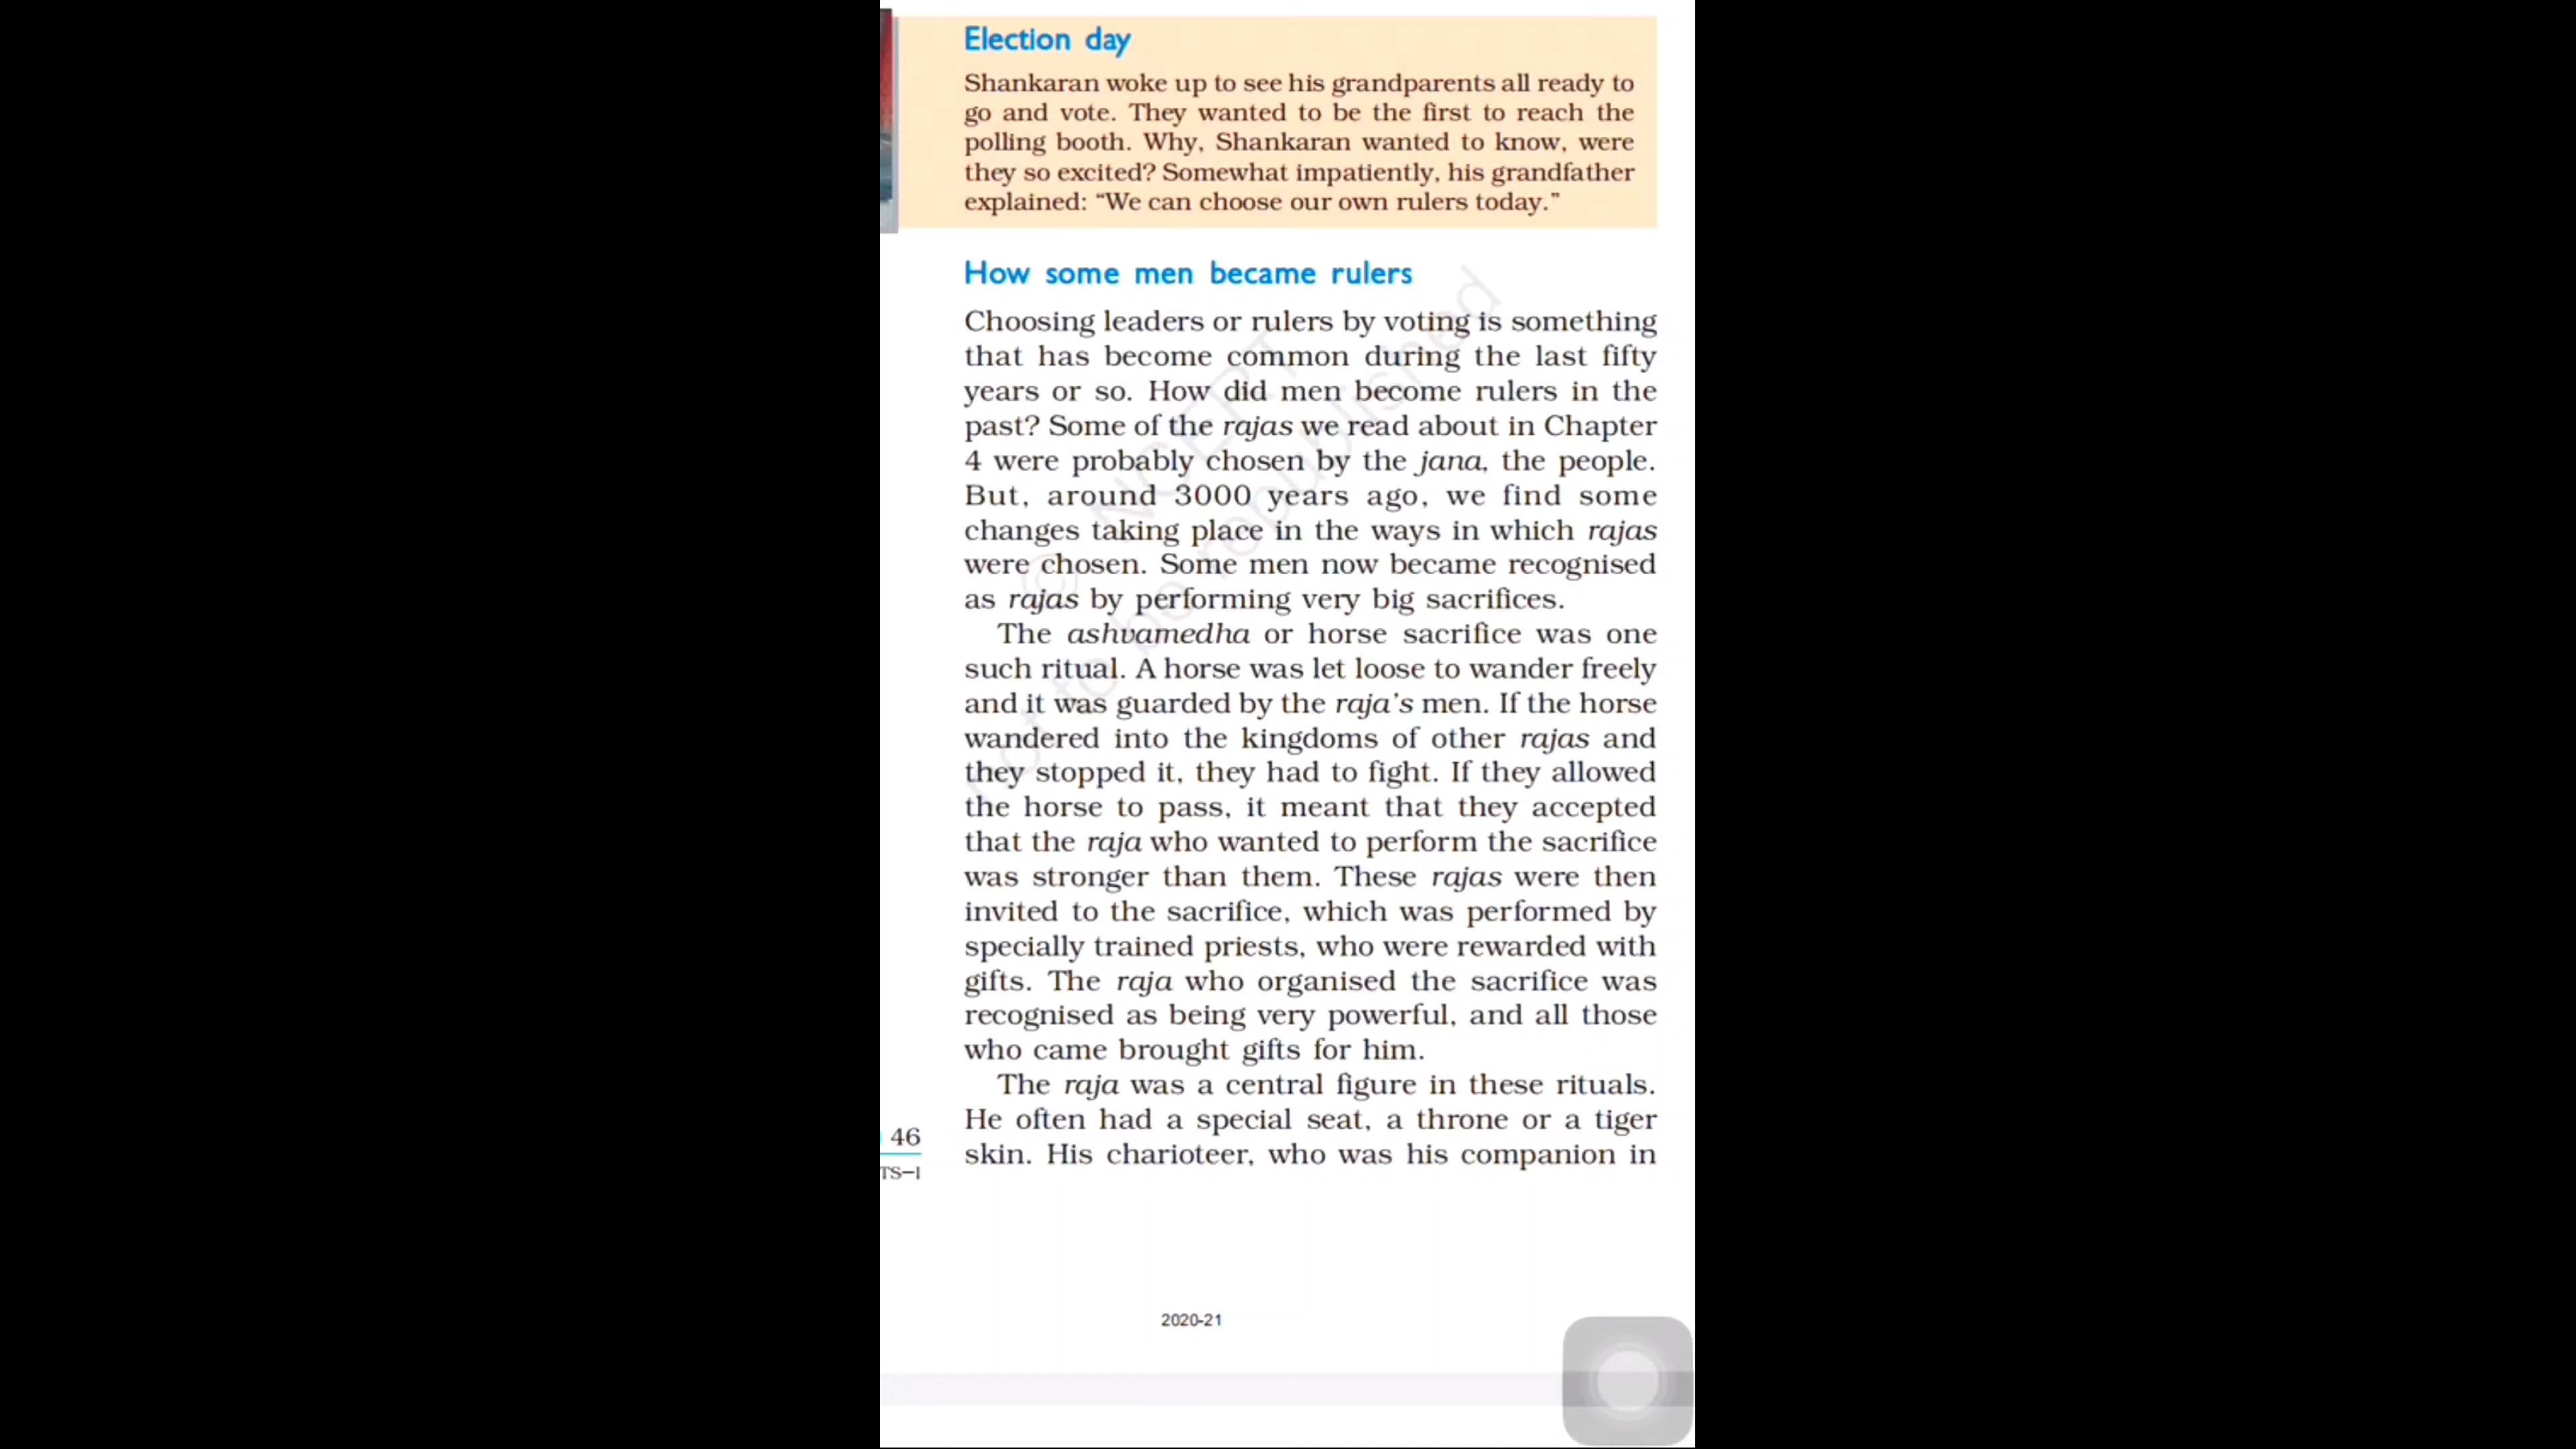 Election day
Shankaran woke up to see his grandparents all ready to
go and vote. They wanted to be the first to reach the
polling booth. Why, Shankaran wanted to know, were
they so excited? Somewhat impatiently, his grandfather
explained: “We can choose our own rulers today.”
How some men became rulers
Choosing leaders or rulers by voting is something
that has become common during the last fifty
years or so. How did men become rulers in the
past? Some of the rajas we read about in Chapter
4 were probably chosen by the jana, the people.
But, around 3000 years ago, we find some
changes taking place in the ways in which rajas
were chosen. Some men now became recognised
as rajas by performing very big sacrifices.
The ashvamedha or horse sacrifice was one
such ritual. A horse was let loose to wander freely
and it was guarded by the raja’s men. If the horse
wandered into the kingdoms of other rajas and
they stopped it, they had to fight. If they allowed
the horse to pass, it meant that they accepted
that the raja who wanted to perform the sacrifice
was stronger than them. These rajas were then
invited to the sacrifice, which was performed by
specially trained priests, who were rewarded with
gifts. The raja who organised the sacrifice was
recognised as being very powerful, and all those
who came brought gifts for him.
The raja was a central figure in these rituals.
He often had a special seat, a throne or a tiger
skin. His charioteer, who was his companion in
46
TS–I
© NCERT
not to be republished
2020-21